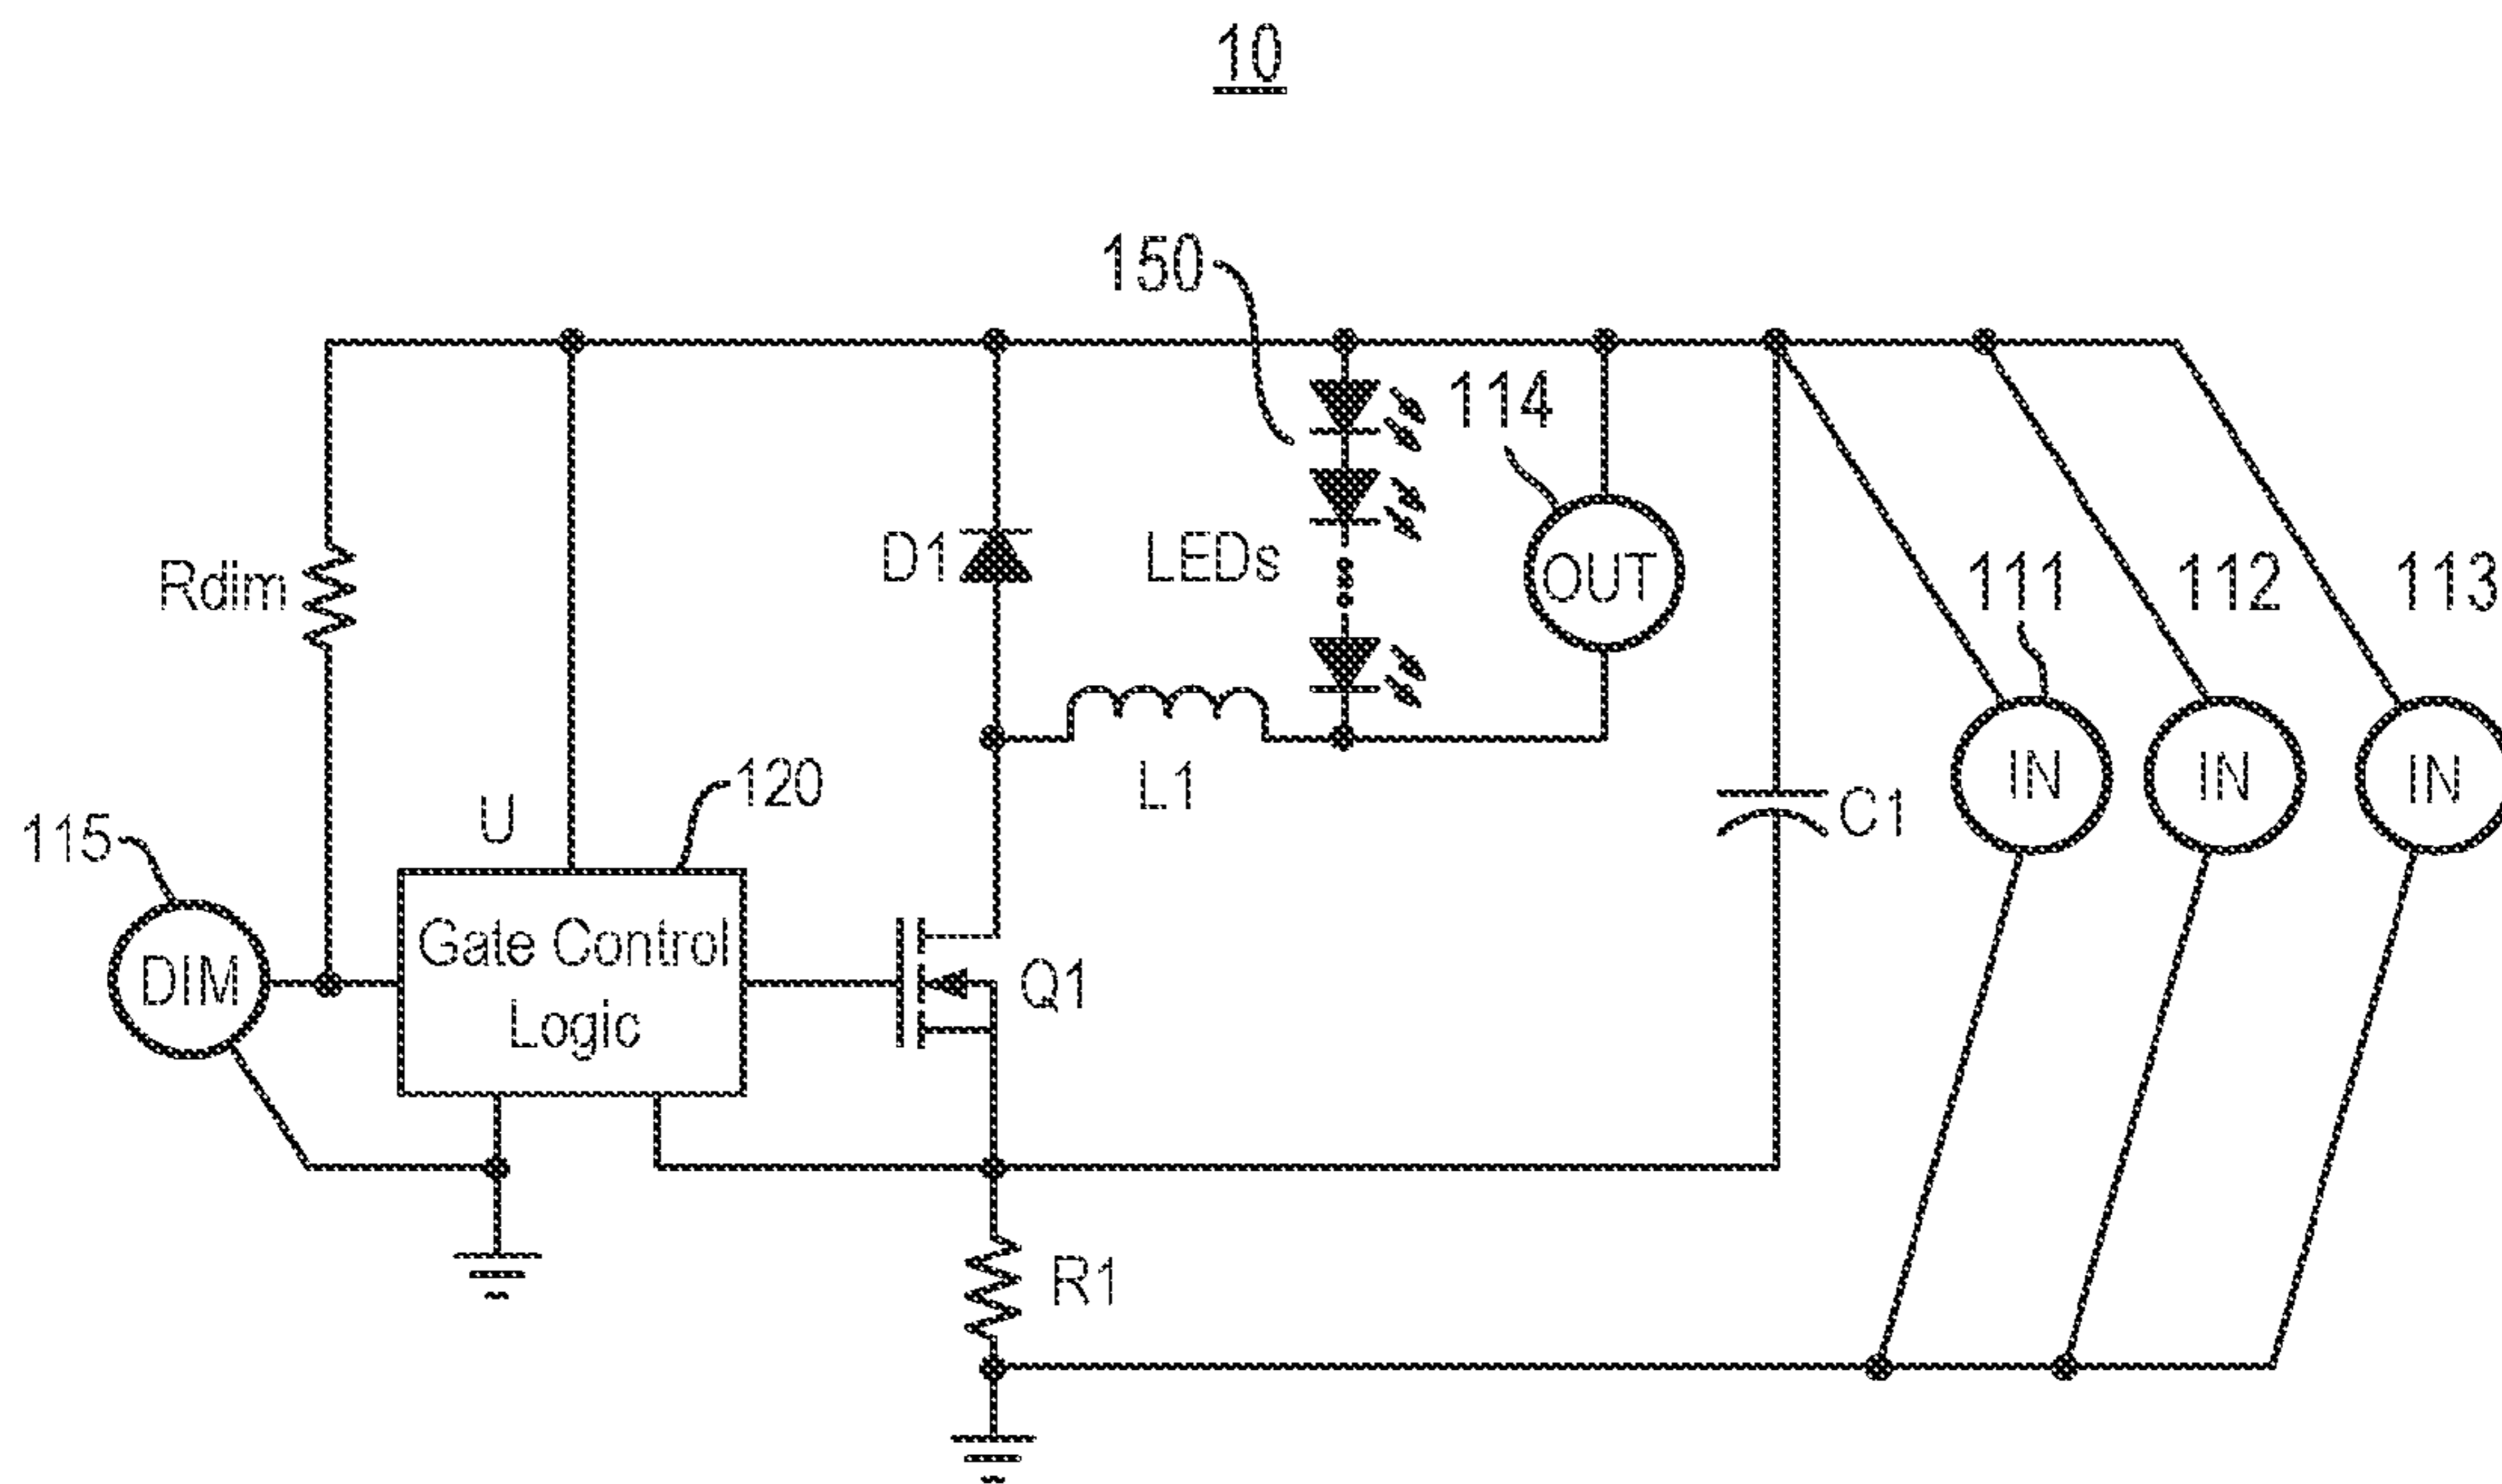 10
150
114
Rdim
D1
LEDs
OUT
111
112
113
L1
C1
IN
IN
IN
115
U
120
DIM
Gate Control
Logic
Q1
R1